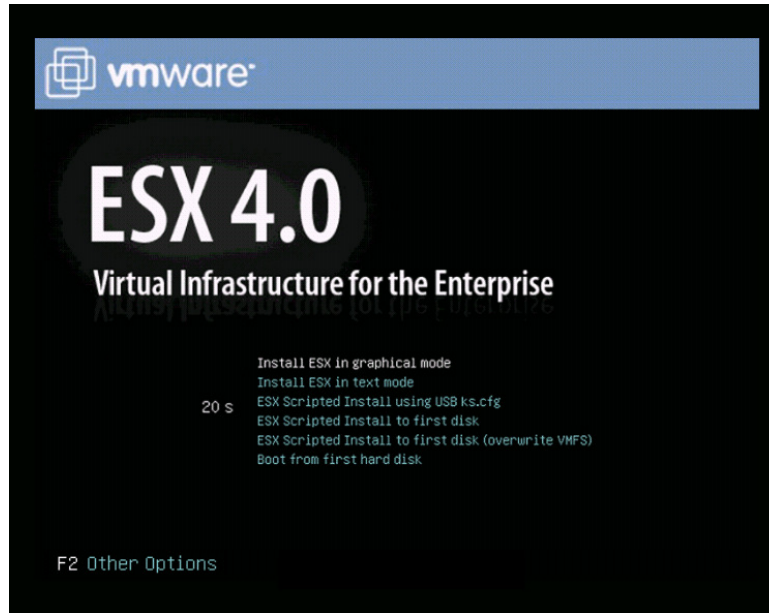 vmware
ESX 4.0
Virtual Infrastructure for the Enterprise
Install ESX in graphical mode
Install ESX in text mode
20 s
ESX Scripted Install using USB ks.cfg
ESX Scripted Install to first disk
ESX Scripted Install to first disk (overwrite VMFS)
Boot from first hard disk
F2 Other Options